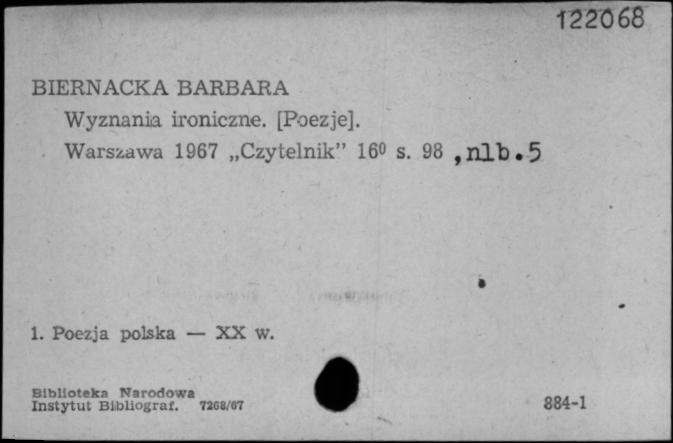 122068
BIERNACKA BARBARA
Wyznania ironiczne. [Poezje].
Warszawa 1967 „Czytelnik” 16⁰ s. 98 ,nlb.5
1. Poezja polska — XX w.
Biblioteka Narodowa
Instytut Bibliograf. 7268/67
884-1